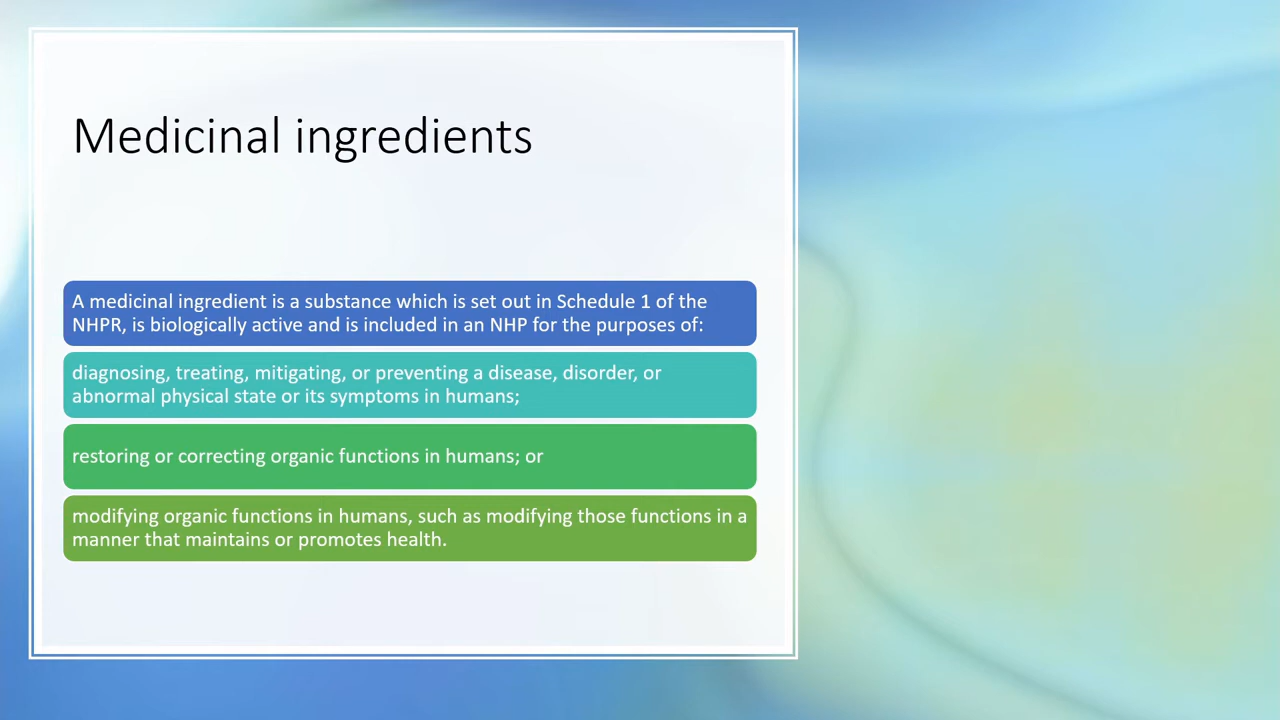 Medicinal ingredients
A medicinal ingredient is a substance which is set out in Schedule 1 of the
NHPR, is biologically active and is included in an NHP for the purposes of:
diagnosing, treating, mitigating, or preventing a disease, disorder, or
abnormal physical state or its symptoms in humans;
restoring or correcting organic functions in humans; or
modifying organic functions in humans, such as modifying those functions in a
manner that maintains or promotes health.